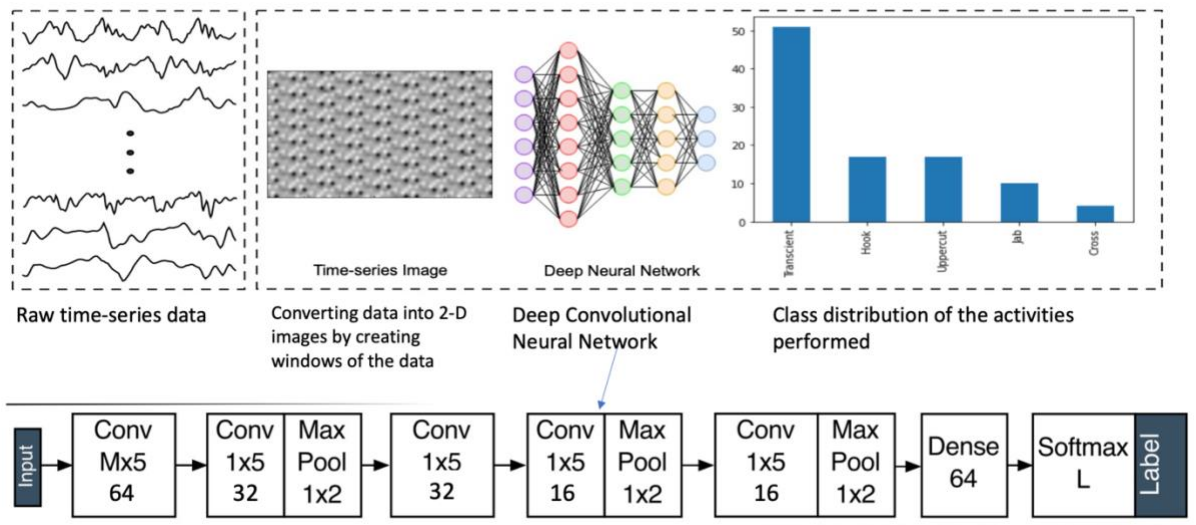 50
40
30
20
10
0
Transcient
Hook
Uppercut
Jab
Cross
Time-series Image
Deep Neural Network
Raw time-series data
Converting data into 2-D
images by creating
windows of the data
Deep Convolutional
Neural Network
Class distribution of the activities
performed
Input
Conv
Mx5
64
Conv
1x5
32
Max
Pool
1x2
Conv
1x5
32
Conv
1x5
16
Max
Pool
1x2
Conv
1x5
16
Max
Pool
1x2
Dense
64
Softmax
L
Label